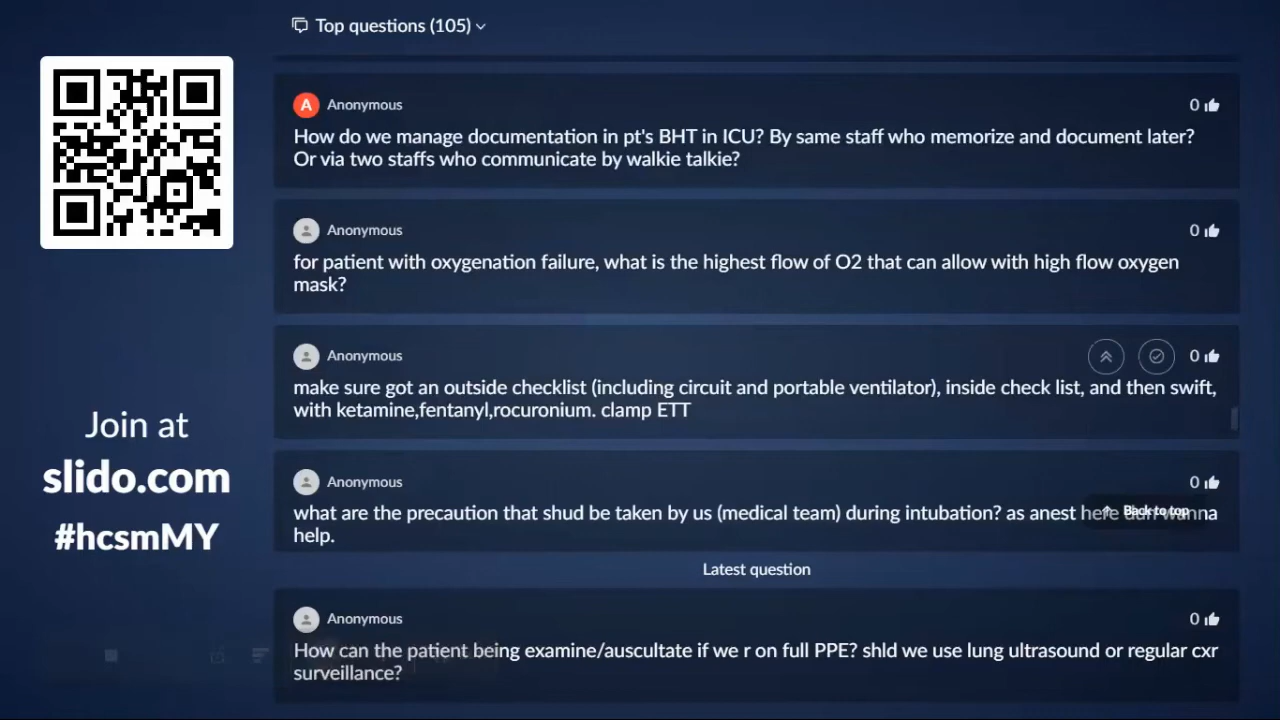 Top questions (105)
A Anonymous 0
How do we manage documentation in pt's BHT in ICU? By same staff who memorize and document later?
Or via two staffs who communicate by walkie talkie?
Anonymous 0
for patient with oxygenation failure, what is the highest flow of O2 that can allow with high flow oxygen
mask?
Anonymous 0
make sure got an outside checklist (including circuit and portable ventilator), inside check list, and then swift,
with ketamine,fentanyl,rocuronium. clamp ETT
Anonymous 0
what are the precaution that shud be taken by us (medical team) during intubation? as anest here dun wanna
help.
Back to top
Latest question
Anonymous 0
How can the patient being examine/auscultate if we r on full PPE? shld we use lung ultrasound or regular cxr
surveillance?
Join at
slido.com
#hcsmMY